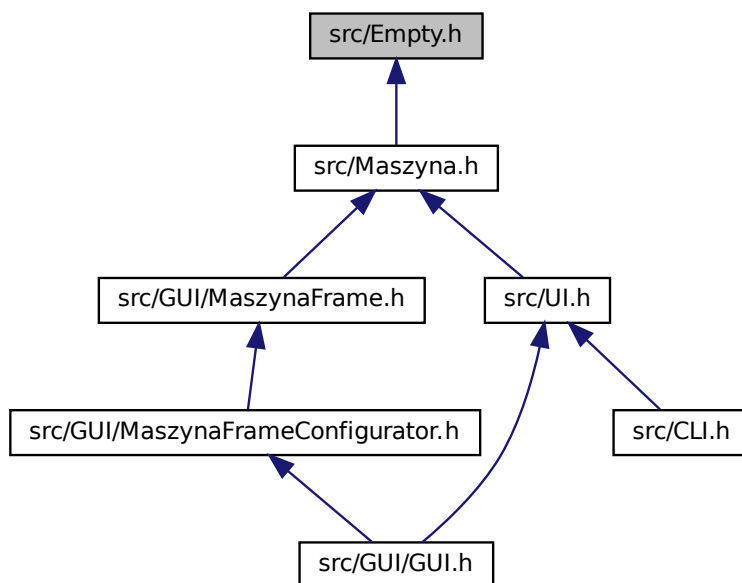 src/Empty.h
src/Maszyna.h
src/GUI/MaszynaFrame.h
src/UI.h
src/GUI/MaszynaFrameConfigurator.h
src/CLI.h
src/GUI/GUI.h